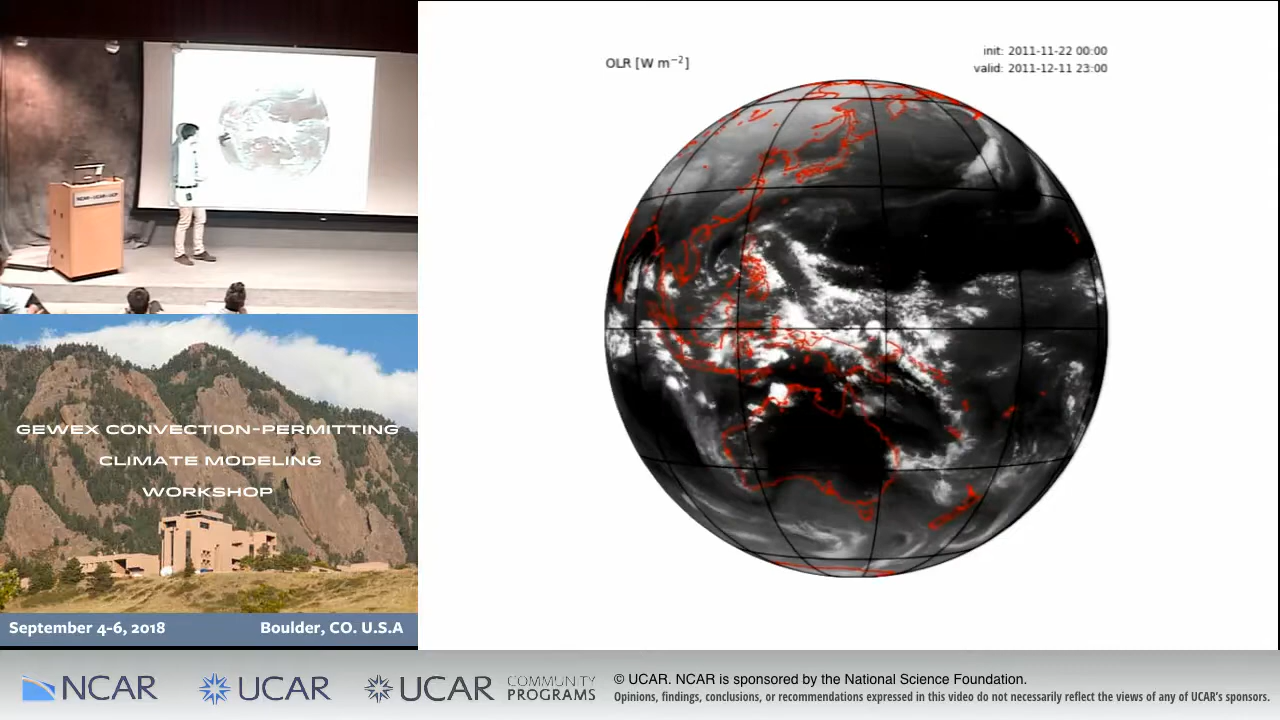 NCAR-UCAR-UCP
GEWEX CONVECTION-PERMITTING
CLIMATE MODELING
WORKSHOP
September 4-6, 2018
Boulder, CO. U.S.A
OLR [W m⁻²]
init: 2011-11-22 00:00
valid: 2011-12-11 23:00
NCAR
UCAR
UCAR
COMMUNITY
PROGRAMS
© UCAR. NCAR is sponsored by the National Science Foundation.
Opinions, findings, conclusions, or recommendations expressed in this video do not necessarily reflect the views of any of UCAR's sponsors.